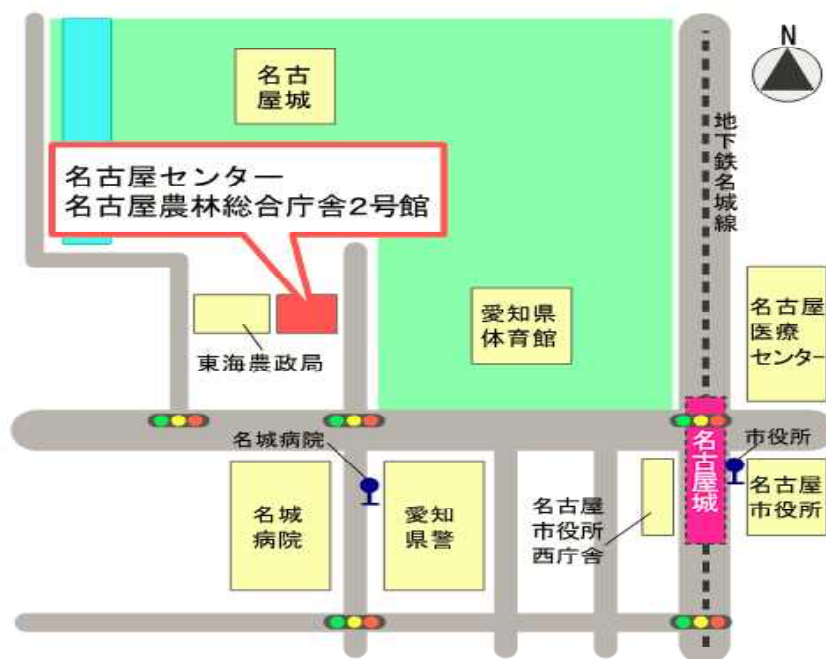 N
名古
屋城
地下鉄名城線
名古屋センター
名古屋農林総合庁舎2号館
東海農政局
愛知県
体育館
名古屋
医療
センター
名城病院
市役所
名古屋城
名城
病院
愛知
県警
名古屋
市役所
西庁舎
名古屋
市役所